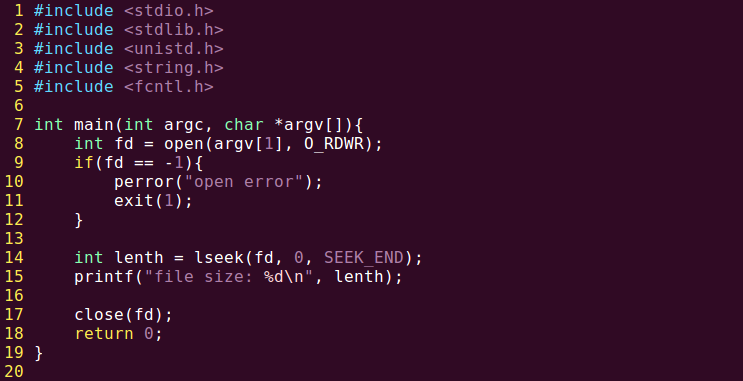 1 #include <stdio.h>
2 #include <stdlib.h>
3 #include <unistd.h>
4 #include <string.h>
5 #include <fcntl.h>
6
7 int main(int argc, char *argv[]){
8     int fd = open(argv[1], O_RDWR);
9     if(fd == -1){
10         perror("open error");
11         exit(1);
12     }
13
14     int lenth = lseek(fd, 0, SEEK_END);
15     printf("file size: %d\n", lenth);
16
17     close(fd);
18     return 0;
19 }
20